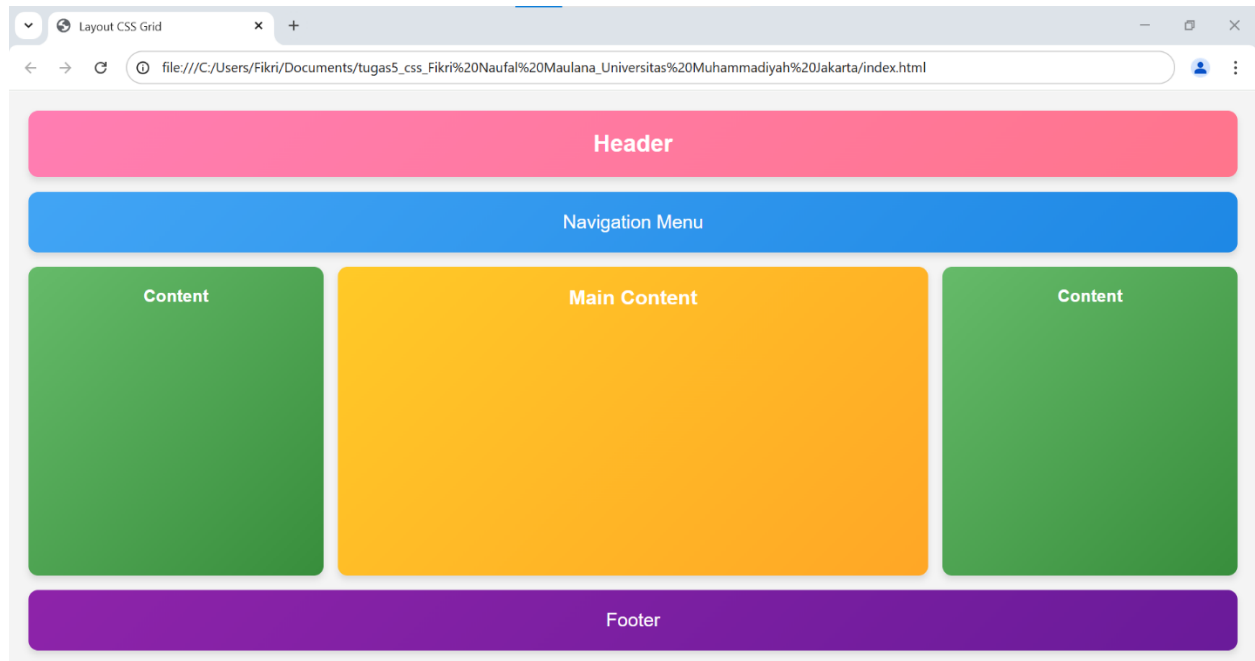 Layout CSS Grid
file:///C:/Users/Fikri/Documents/tugas5_css_Fikri%20Naufal%20Maulana_Universitas%20Muhammadiyah%20Jakarta/index.html
Header
Navigation Menu
Content
Main Content
Content
Footer